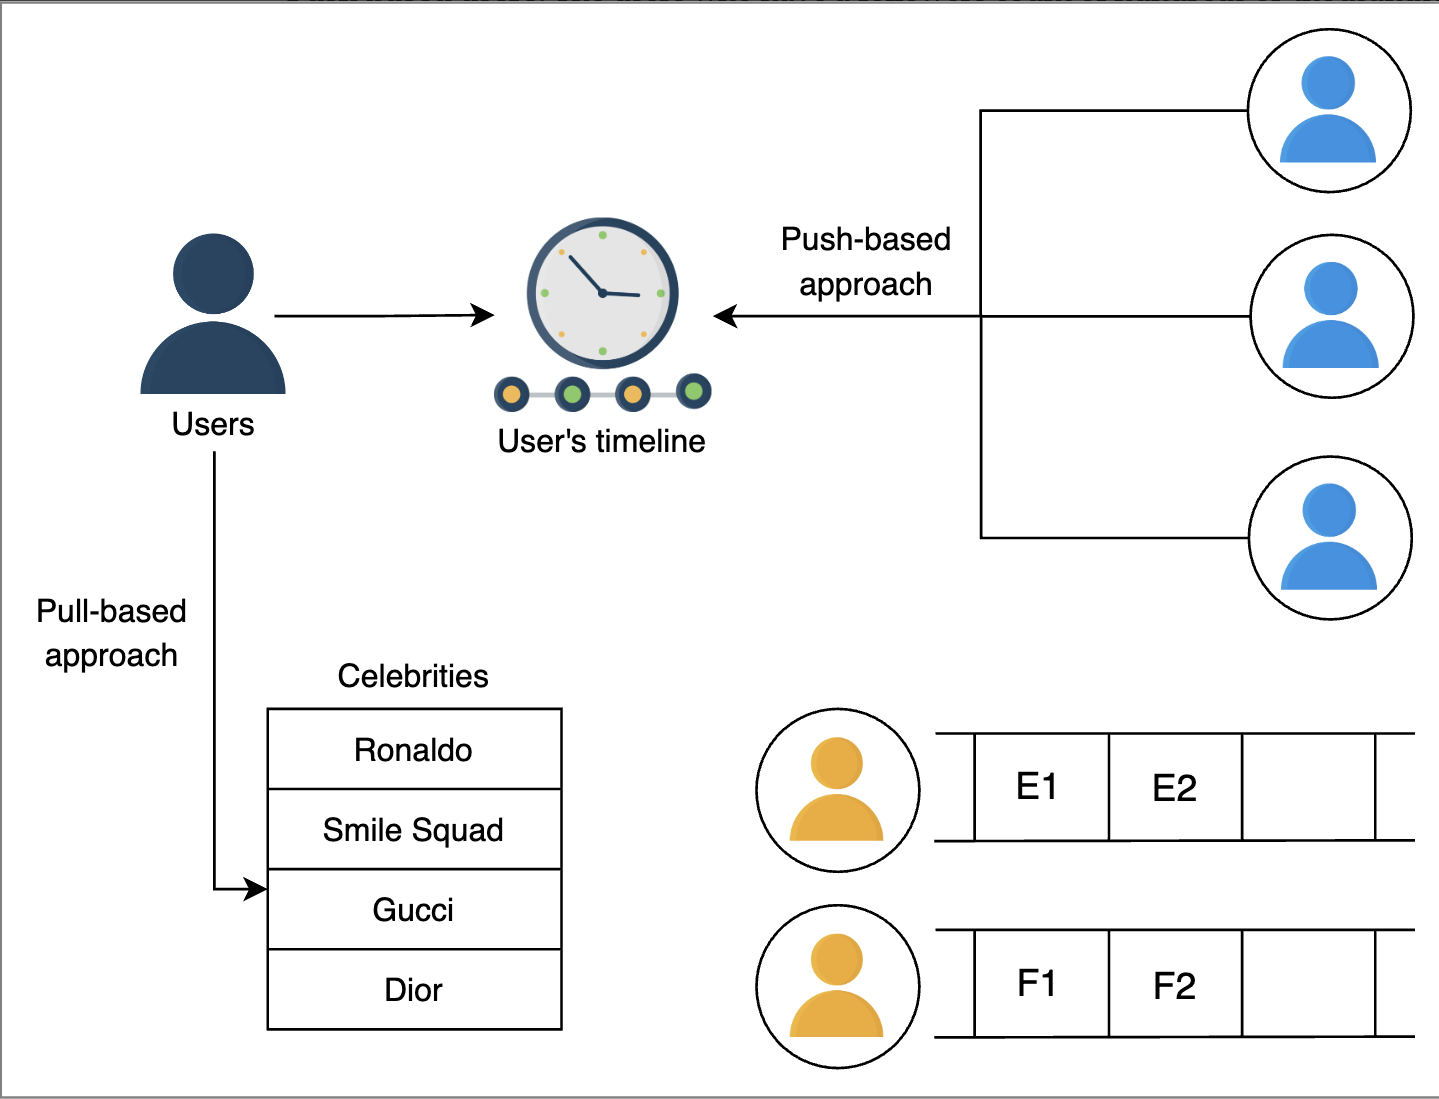 Push-based
approach
Users
User's timeline
Pull-based
approach
Celebrities
Ronaldo
Smile Squad
Gucci
Dior
E1 E2
F1 F2